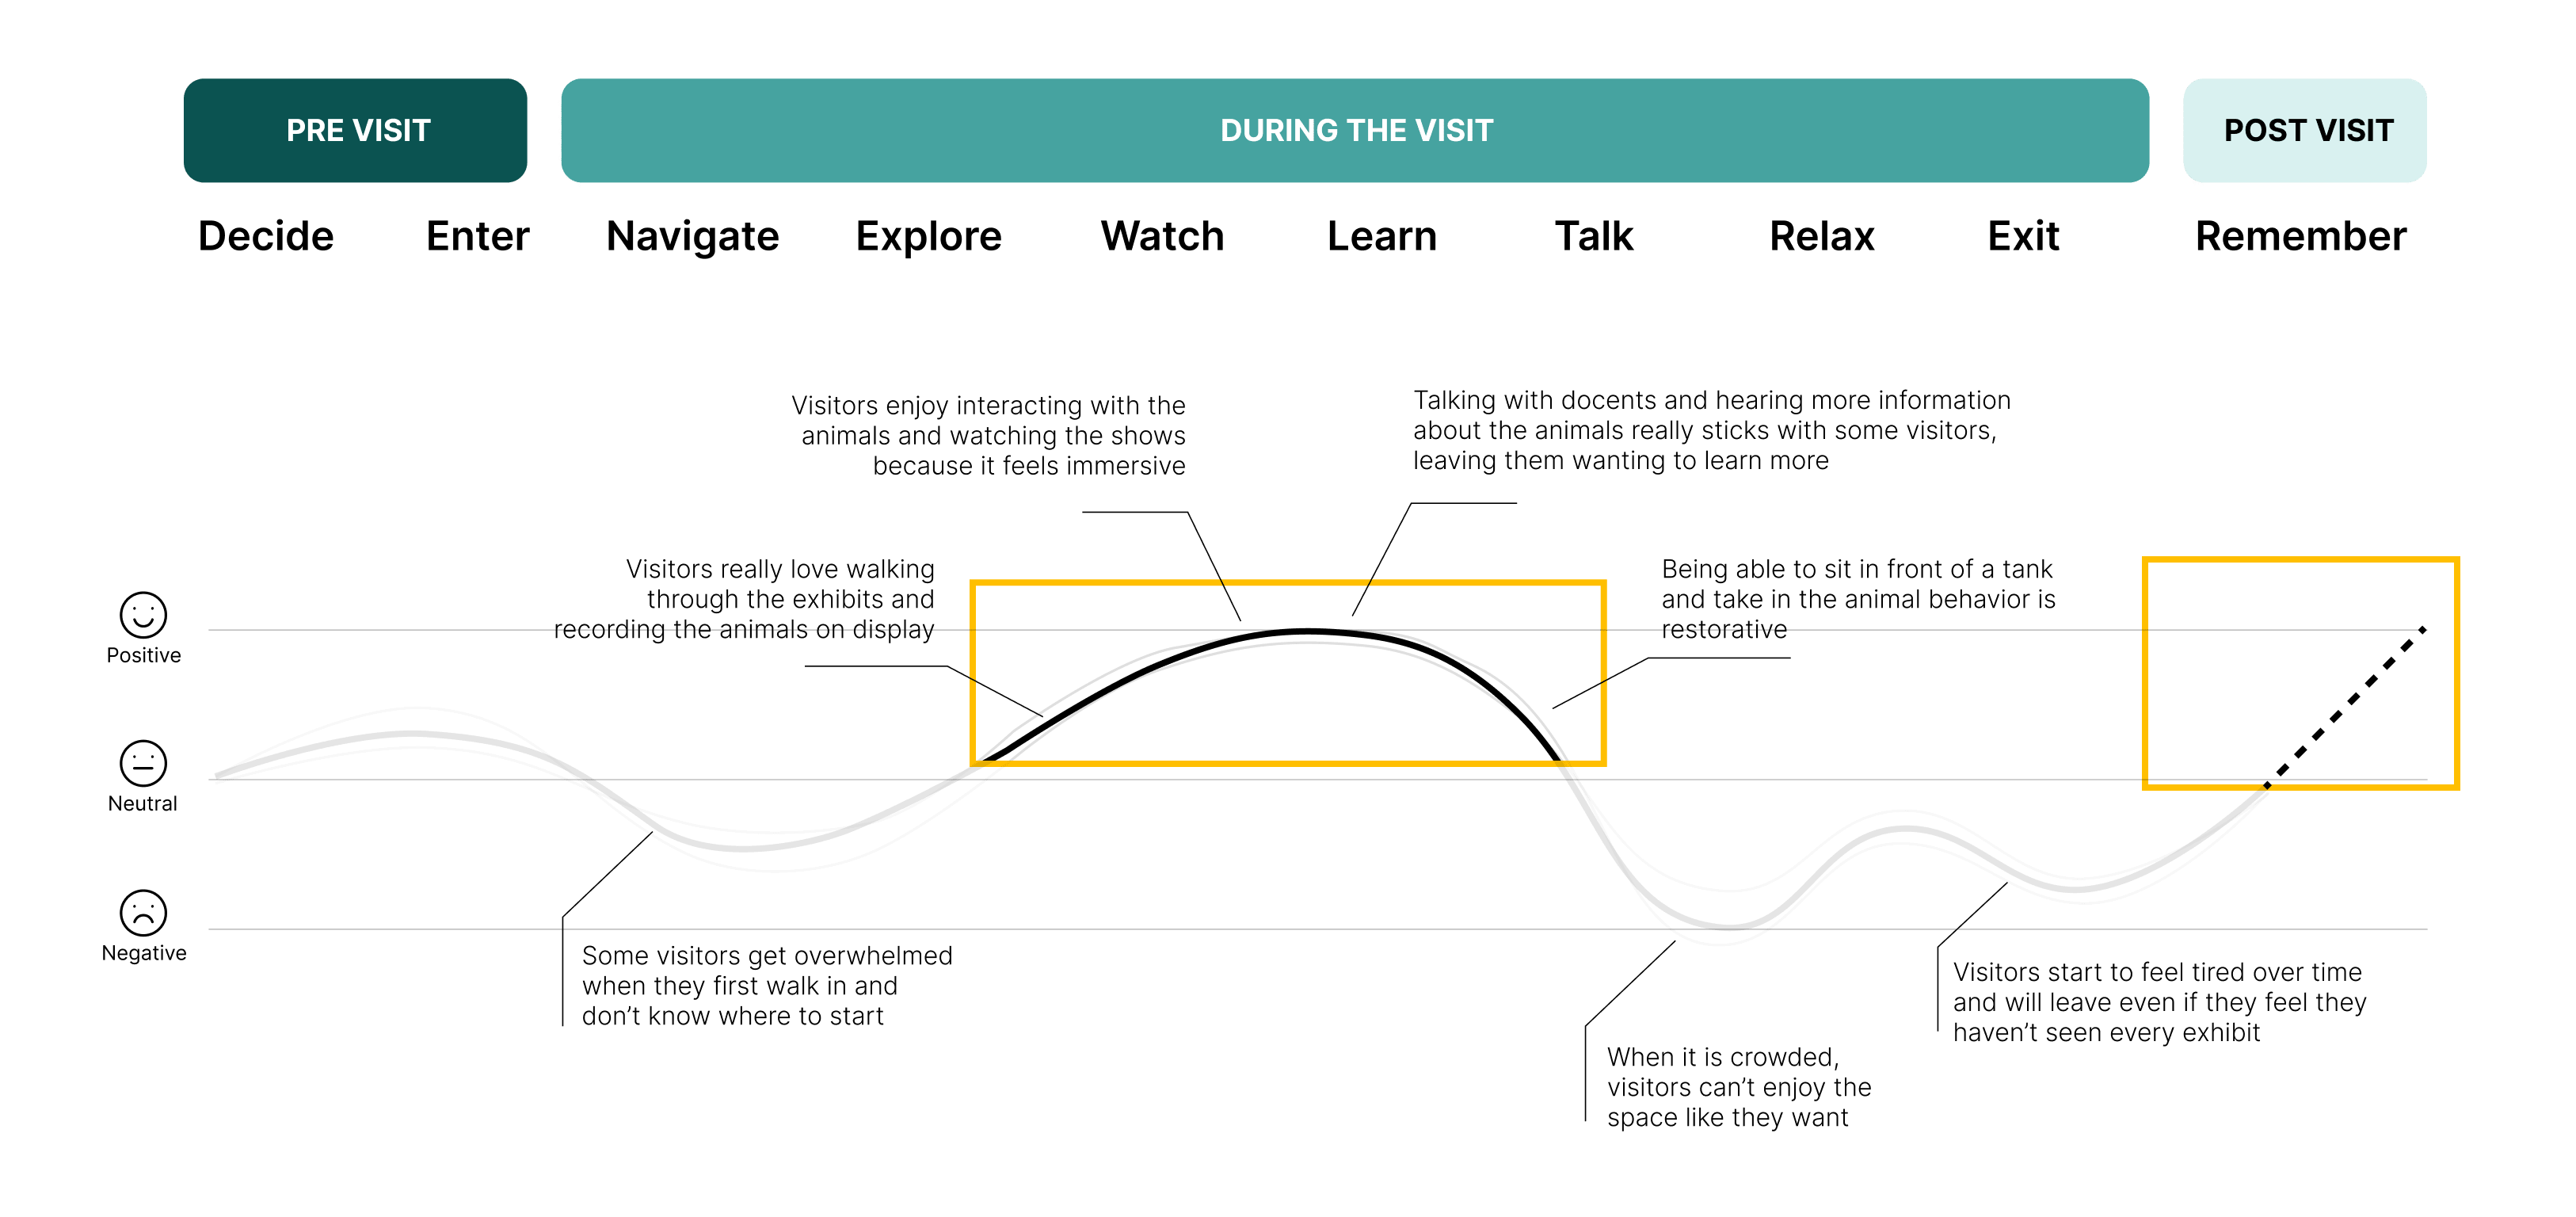 PRE VISIT
DURING THE VISIT
POST VISIT
Decide
Enter
Navigate
Explore
Watch
Learn
Talk
Relax
Exit
Remember
Visitors enjoy interacting with the
animals and watching the shows
because it feels immersive
Talking with docents and hearing more information
about the animals really sticks with some visitors,
leaving them wanting to learn more
Visitors really love walking
through the exhibits and
recording the animals on display
Being able to sit in front of a tank
and take in the animal behavior is
restorative
Positive
Neutral
Negative
Some visitors get overwhelmed
when they first walk in and
don’t know where to start
When it is crowded,
visitors can’t enjoy the
space like they want
Visitors start to feel tired over time
and will leave even if they feel they
haven’t seen every exhibit